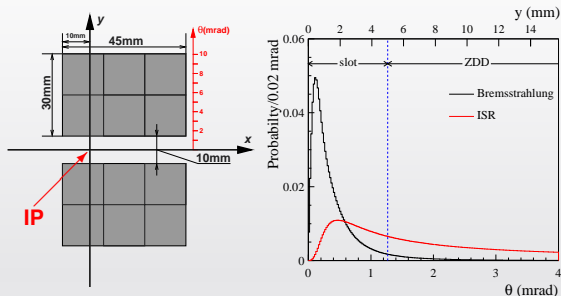 y
θ(mrad)
10mm
45mm
10
8
6
4
2
30mm
x
10mm
IP
y (mm)
0 2 4 6 8 10 12 14
0.06
slot ZDD
Bremsstrahlung
ISR
0.04
0.02
0
0 1 2 3 4
Probabilty/0.02 mrad
θ (mrad)